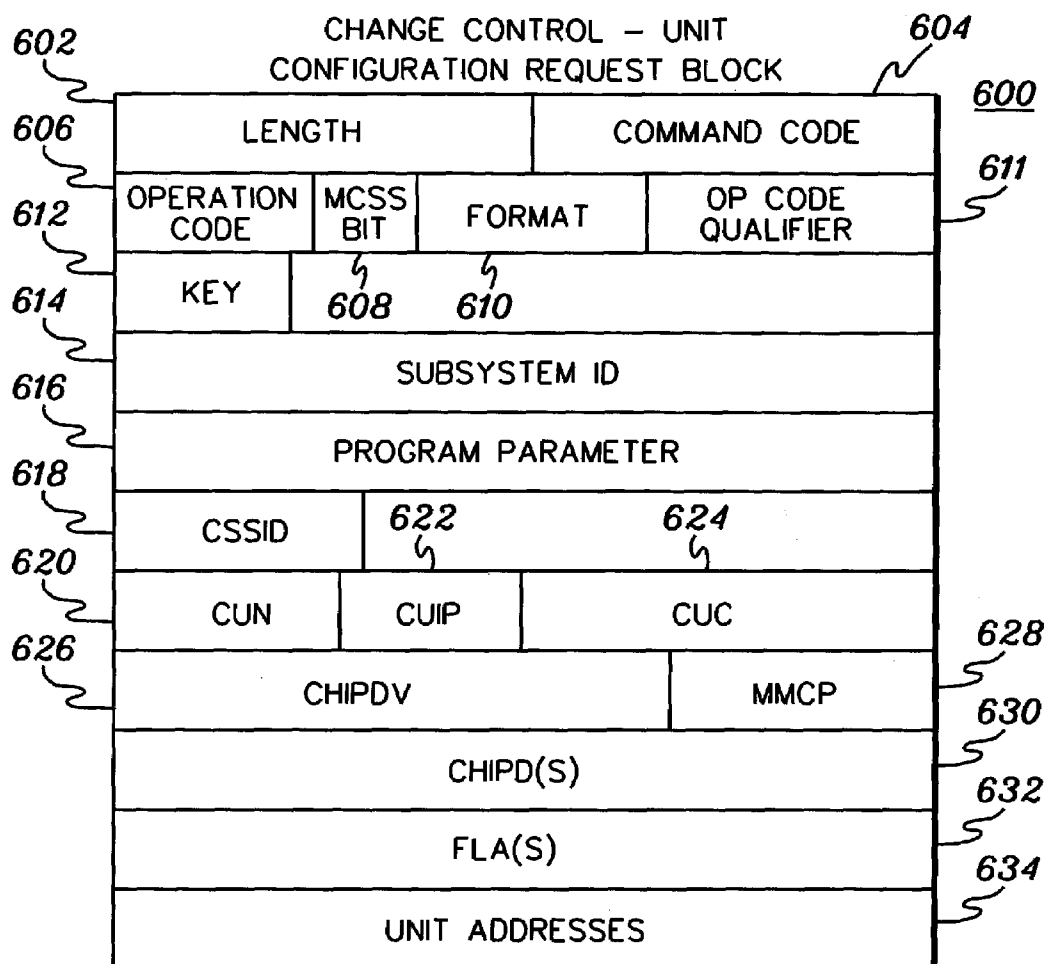 CHANGE CONTROL – UNIT
CONFIGURATION REQUEST BLOCK
600
602
604
LENGTH
COMMAND CODE
606
611
OPERATION
CODE
MCSS
BIT
FORMAT
OP CODE
QUALIFIER
612
KEY
608
610
614
SUBSYSTEM ID
616
PROGRAM PARAMETER
618
CSSID
622
624
620
CUN
CUIP
CUC
626
628
CHIPDV
MMCP
630
CHIPD(S)
632
FLA(S)
634
UNIT ADDRESSES